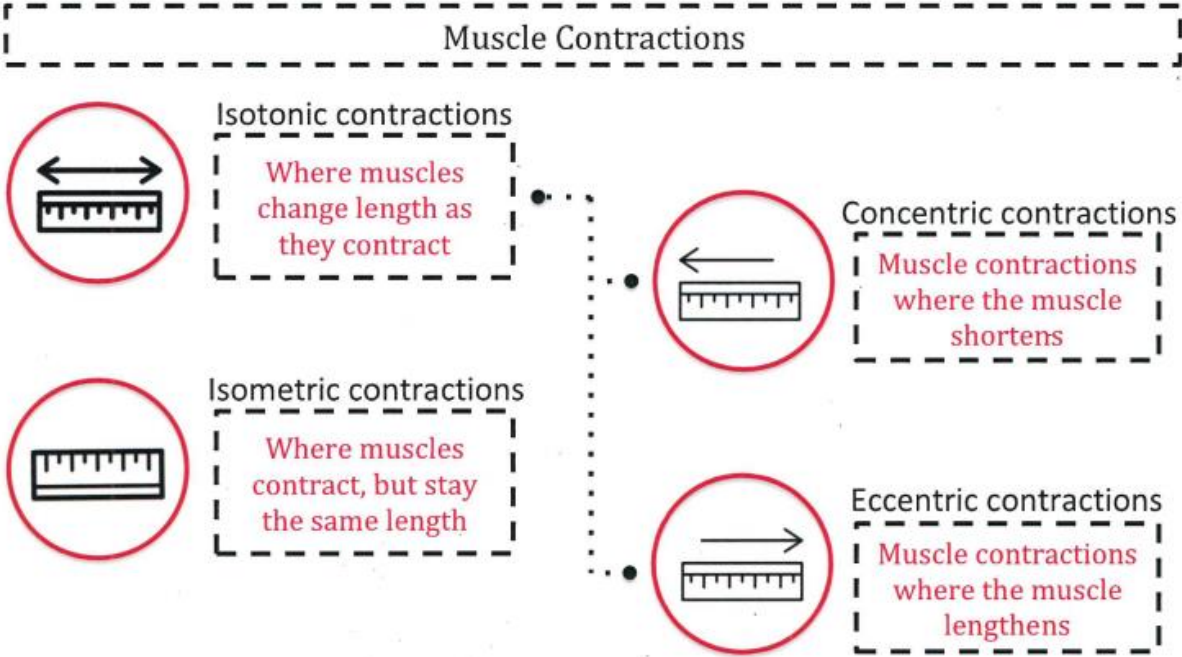 Muscle Contractions
Isotonic contractions
Where muscles
change length as
they contract
Concentric contractions
Muscle contractions
where the muscle
shortens
Isometric contractions
Where muscles
contract, but stay
the same length
Eccentric contractions
Muscle contractions
where the muscle
lengthens